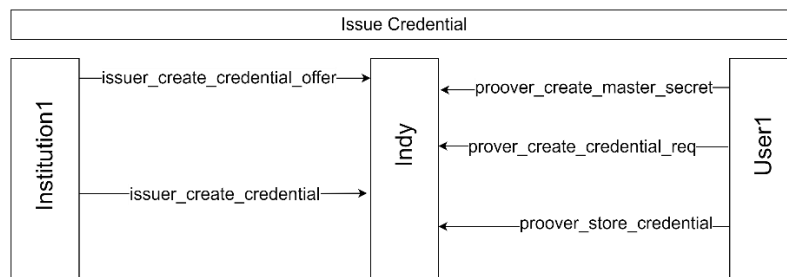 Issue Credential
Institution1
issuer_create_credential_offer
issuer_create_credential
Indy
proover_create_master_secret
prover_create_credential_req
proover_store_credential
User1